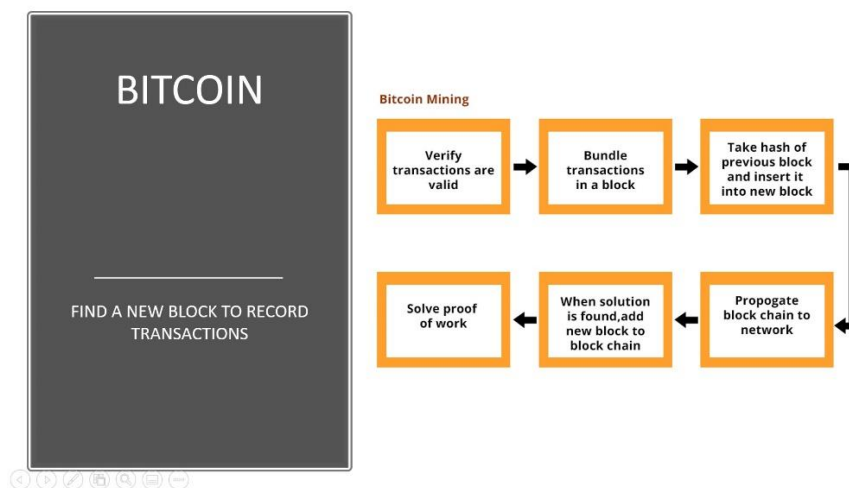 BITCOIN
FIND A NEW BLOCK TO RECORD
TRANSACTIONS
Bitcoin Mining
Verify
transactions are
valid
Bundle
transactions
in a block
Take hash of
previous block
and insert it
into new block
Solve proof
of work
When solution
is found,add
new block to
block chain
Propogate
block chain to
network